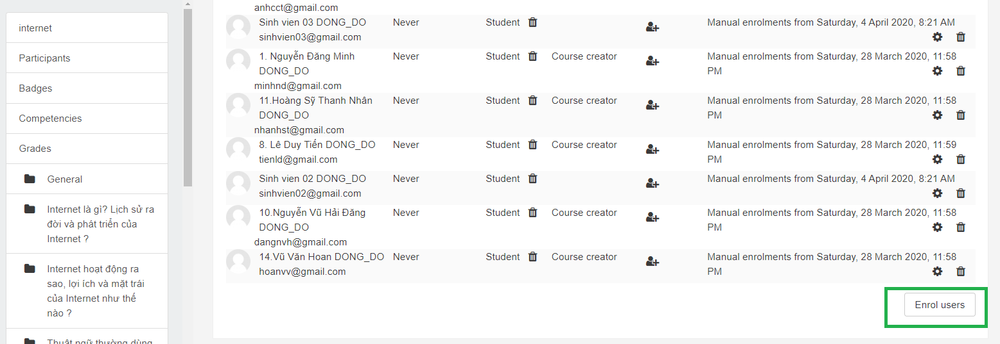 internet
Participants
Badges
Competencies
Grades
General
Internet là gì? Lịch sử ra
đời và phát triển của
Internet ?
Internet hoạt động ra
sao, lợi ích và mặt trái
của Internet như thế
nào ?
Thuật ngữ thường dùng
anhcct@gmail.com
Sinh vien 03 DONG_DO Never Student Manual enrolments from Saturday, 4 April 2020, 8:21 AM
sinhvien03@gmail.com
1. Nguyễn Đăng Minh Never Student Course creator Manual enrolments from Saturday, 28 March 2020, 11:58
DONG_DO PM
minhnd@gmail.com
11.Hoàng Sỹ Thanh Nhân Never Student Course creator Manual enrolments from Saturday, 28 March 2020, 11:58
DONG_DO PM
nhanhst@gmail.com
8. Lê Duy Tiến DONG_DO Never Student Course creator Manual enrolments from Saturday, 28 March 2020, 11:59
tienld@gmail.com PM
Sinh vien 02 DONG_DO Never Student Manual enrolments from Saturday, 4 April 2020, 8:21 AM
sinhvien02@gmail.com
10.Nguyễn Vũ Hải Đăng Never Student Course creator Manual enrolments from Saturday, 28 March 2020, 11:58
DONG_DO PM
dangnvh@gmail.com
14.Vũ Văn Hoan DONG_DO Never Student Course creator Manual enrolments from Saturday, 28 March 2020, 11:58
hoanvv@gmail.com PM
Enrol users